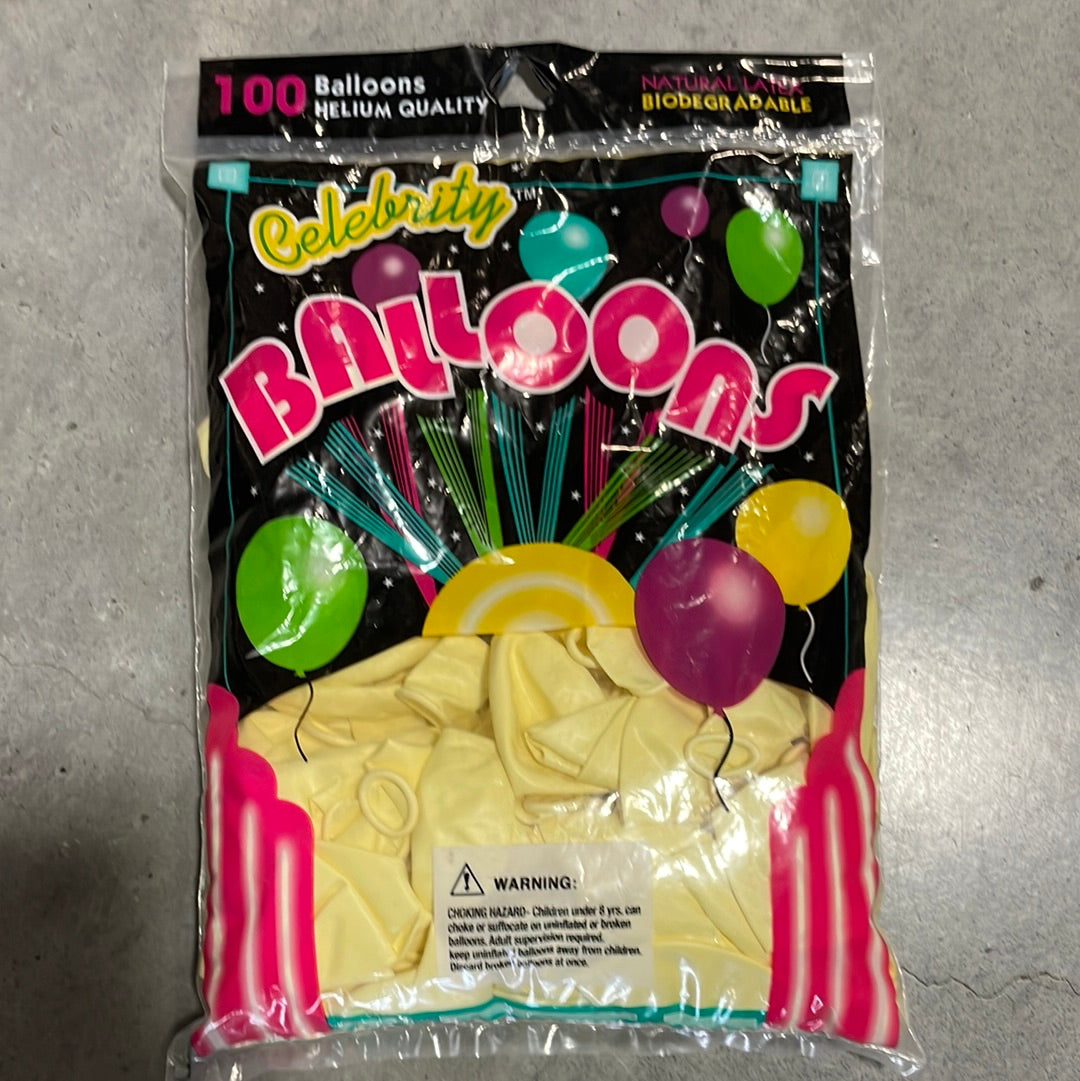 100 Balloons
HELIUM QUALITY
NATURAL LATEX
BIODEGRADABLE
Celebrity™
BALLOONS
WARNING:
CHOKING HAZARD- Children under 8 yrs. can
choke or suffocate on uninflated or broken
balloons. Adult supervision required.
keep uninflated balloons away from children.
Discard broken balloons at once.